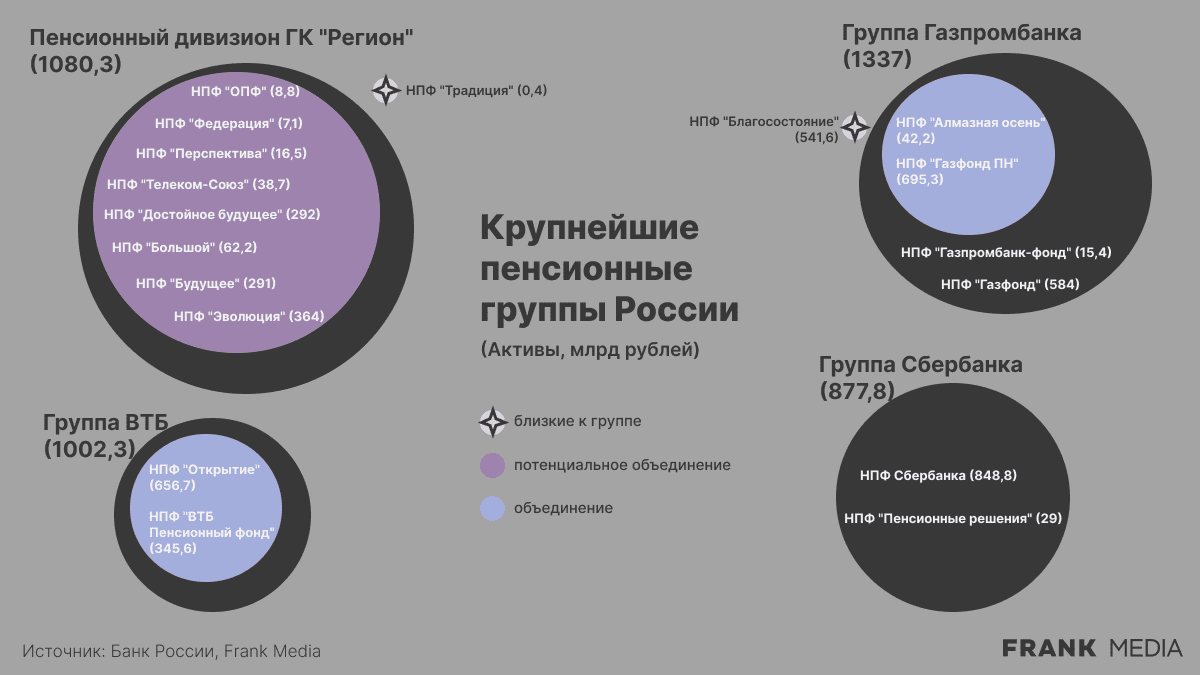 Пенсионный дивизион ГК "Регион"
(1080,3)
НПФ "ОПФ" (8,8)
НПФ "Федерация" (7,1)
НПФ "Перспектива" (16,5)
НПФ "Телеком-Союз" (38,7)
НПФ "Достойное будущее" (292)
НПФ "Большой" (62,2)
НПФ "Будущее" (291)
НПФ "Эволюция" (364)
НПФ "Традиция" (0,4)
Группа Газпромбанка
(1337)
НПФ "Благосостояние"
(541,6)
НПФ "Алмазная осень"
(42,2)
НПФ "Газфонд ПН"
(695,3)
НПФ "Газпромбанк-фонд" (15,4)
НПФ "Газфонд" (584)
Крупнейшие
пенсионные
группы России
(Активы, млрд рублей)
близкие к группе
потенциальное объединение
объединение
Группа ВТБ
(1002,3)
НПФ "Открытие"
(656,7)
НПФ "ВТБ
Пенсионный фонд"
(345,6)
Группа Сбербанка
(877,8)
НПФ Сбербанка (848,8)
НПФ "Пенсионные решения" (29)
Источник: Банк России, Frank Media
FRANK MEDIA